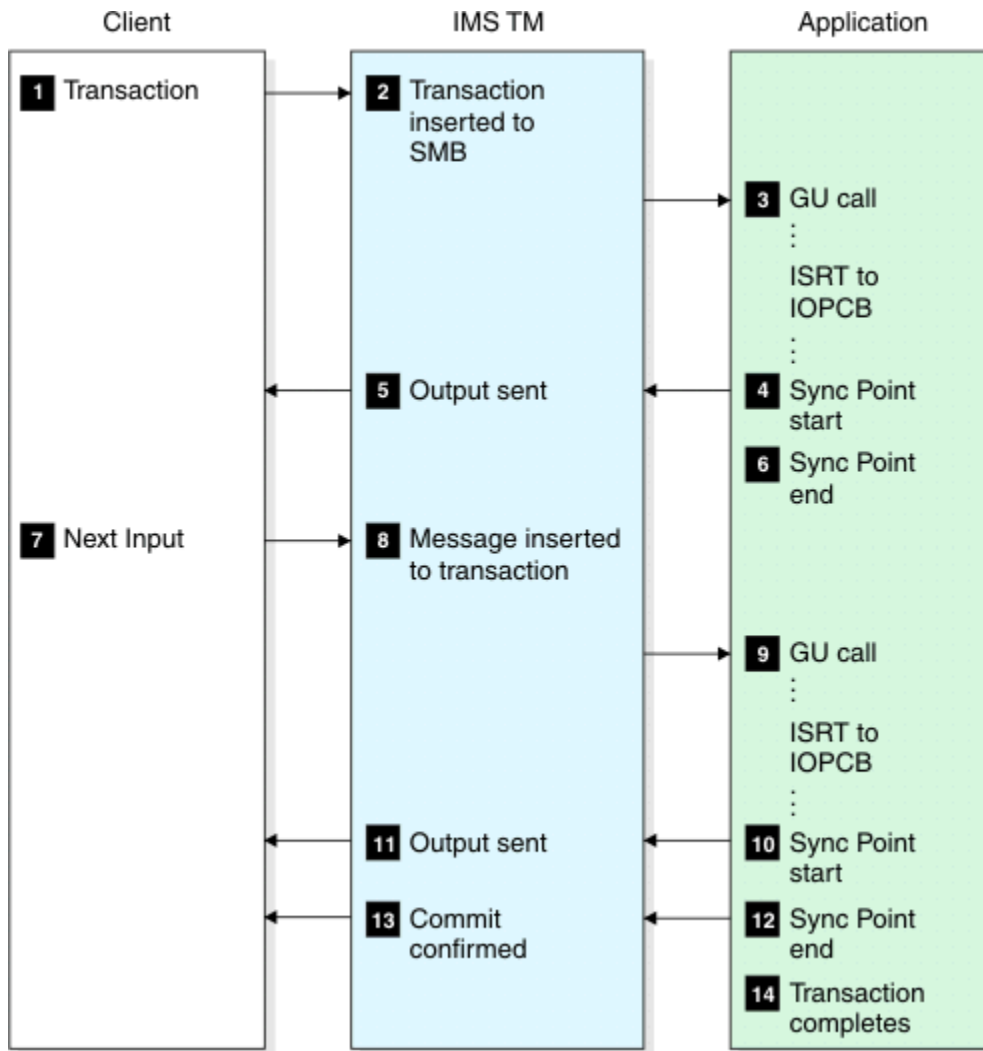 Client
IMS TM
Application
1 Transaction
2 Transaction
inserted to
SMB
3 GU call
ISRT to
IOPCB
5 Output sent
4 Sync Point
start
6 Sync Point
end
7 Next Input
8 Message inserted
to transaction
9 GU call
ISRT to
IOPCB
11 Output sent
10 Sync Point
start
13 Commit
confirmed
12 Sync Point
end
14 Transaction
completes